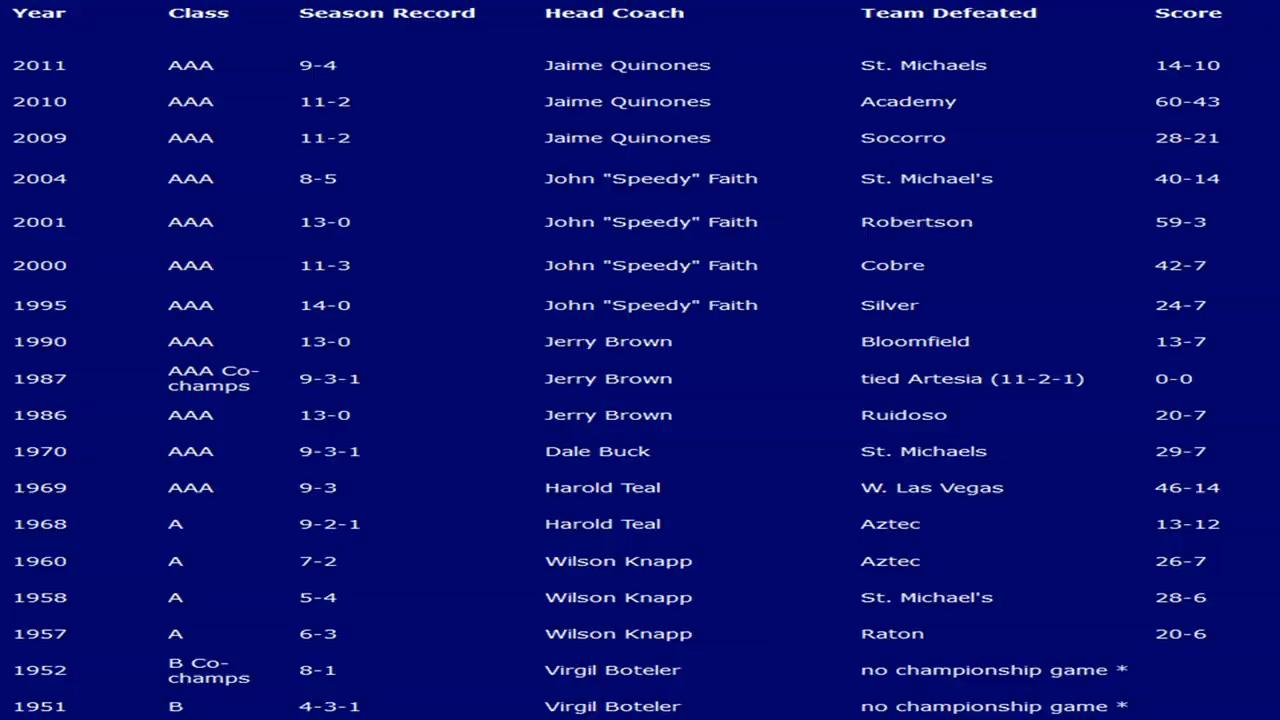 Year Class Season Record Head Coach Team Defeated Score
2011 AAA 9-4 Jaime Quinones St. Michaels 14-10
2010 AAA 11-2 Jaime Quinones Academy 60-43
2009 AAA 11-2 Jaime Quinones Socorro 28-21
2004 AAA 8-5 John "Speedy" Faith St. Michael's 40-14
2001 AAA 13-0 John "Speedy" Faith Robertson 59-3
2000 AAA 11-3 John "Speedy" Faith Cobre 42-7
1995 AAA 14-0 John "Speedy" Faith Silver 24-7
1990 AAA 13-0 Jerry Brown Bloomfield 13-7
1987 AAA Co-
champs 9-3-1 Jerry Brown tied Artesia (11-2-1) 0-0
1986 AAA 13-0 Jerry Brown Ruidoso 20-7
1970 AAA 9-3-1 Dale Buck St. Michaels 29-7
1969 AAA 9-3 Harold Teal W. Las Vegas 46-14
1968 A 9-2-1 Harold Teal Aztec 13-12
1960 A 7-2 Wilson Knapp Aztec 26-7
1958 A 5-4 Wilson Knapp St. Michael's 28-6
1957 A 6-3 Wilson Knapp Raton 20-6
1952 B Co-
champs 8-1 Virgil Boteler no championship game *
1951 B 4-3-1 Virgil Boteler no championship game *